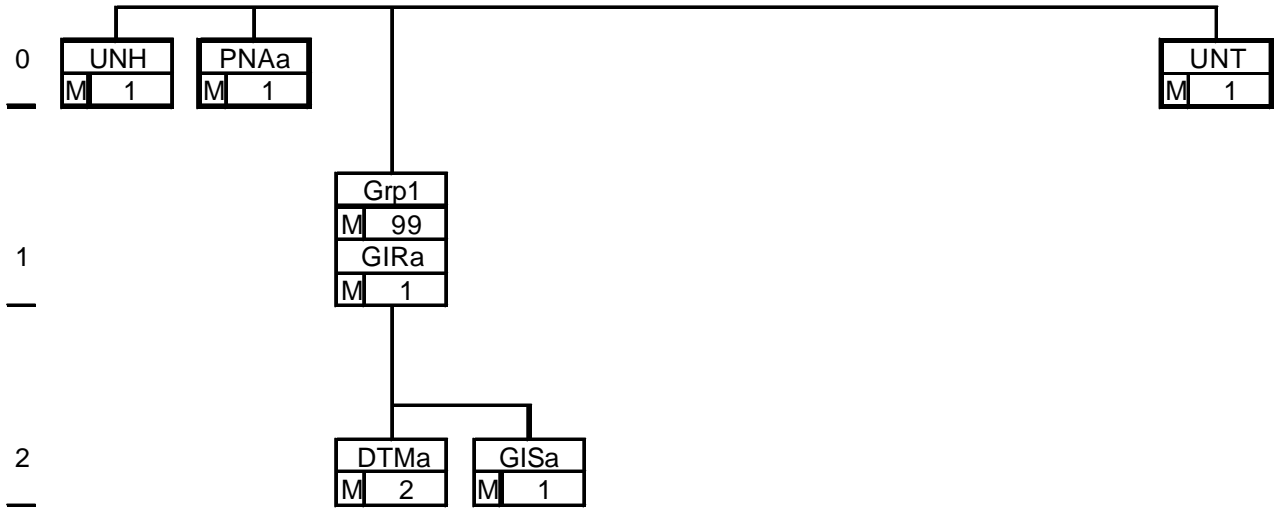 0 UNH PNAa UNT
M 1 M 1 M 1
Grp1
M 99
1 GIRa
M 1
2 DTMa GISa
M 2 M 1